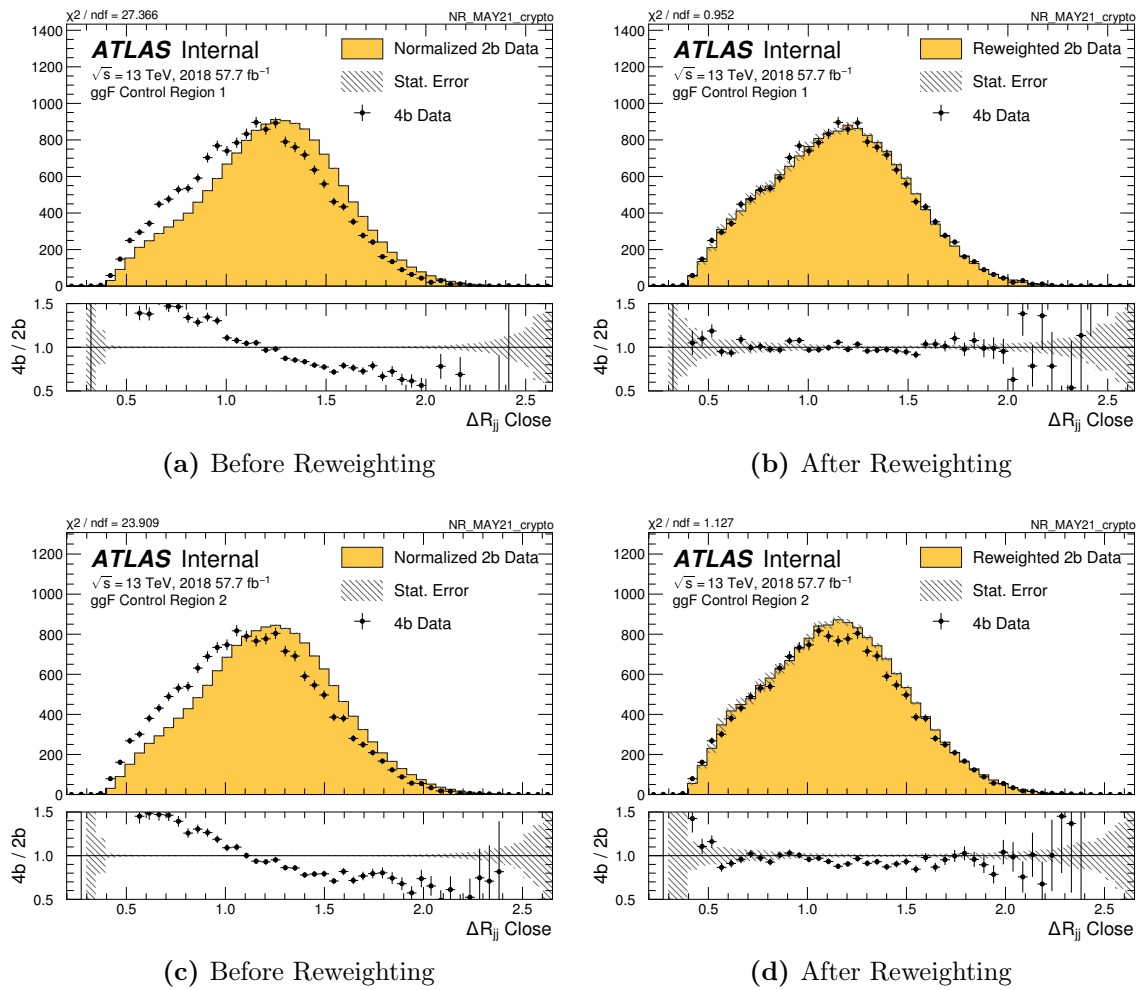 χ2 / ndf = 27.366 NR_MAY21_crypto
ATLAS Internal
√s = 13 TeV, 2018 57.7 fb⁻¹
ggF Control Region 1
Normalized 2b Data
Stat. Error
4b Data
1400
1200
1000
800
600
400
200
0
1.5
1.0
0.5
4b / 2b
0.5 1.0 1.5 2.0 2.5
ΔRjj Close
(a) Before Reweighting
χ2 / ndf = 0.952 NR_MAY21_crypto
ATLAS Internal
√s = 13 TeV, 2018 57.7 fb⁻¹
ggF Control Region 1
Reweighted 2b Data
Stat. Error
4b Data
1400
1200
1000
800
600
400
200
0
1.5
1.0
0.5
4b / 2b
0.5 1.0 1.5 2.0 2.5
ΔRjj Close
(b) After Reweighting
χ2 / ndf = 23.909 NR_MAY21_crypto
ATLAS Internal
√s = 13 TeV, 2018 57.7 fb⁻¹
ggF Control Region 2
Normalized 2b Data
Stat. Error
4b Data
1200
1000
800
600
400
200
0
1.5
1.0
0.5
4b / 2b
0.5 1.0 1.5 2.0 2.5
ΔRjj Close
(c) Before Reweighting
χ2 / ndf = 1.127 NR_MAY21_crypto
ATLAS Internal
√s = 13 TeV, 2018 57.7 fb⁻¹
ggF Control Region 2
Reweighted 2b Data
Stat. Error
4b Data
1200
1000
800
600
400
200
0
1.5
1.0
0.5
4b / 2b
0.5 1.0 1.5 2.0 2.5
ΔRjj Close
(d) After Reweighting